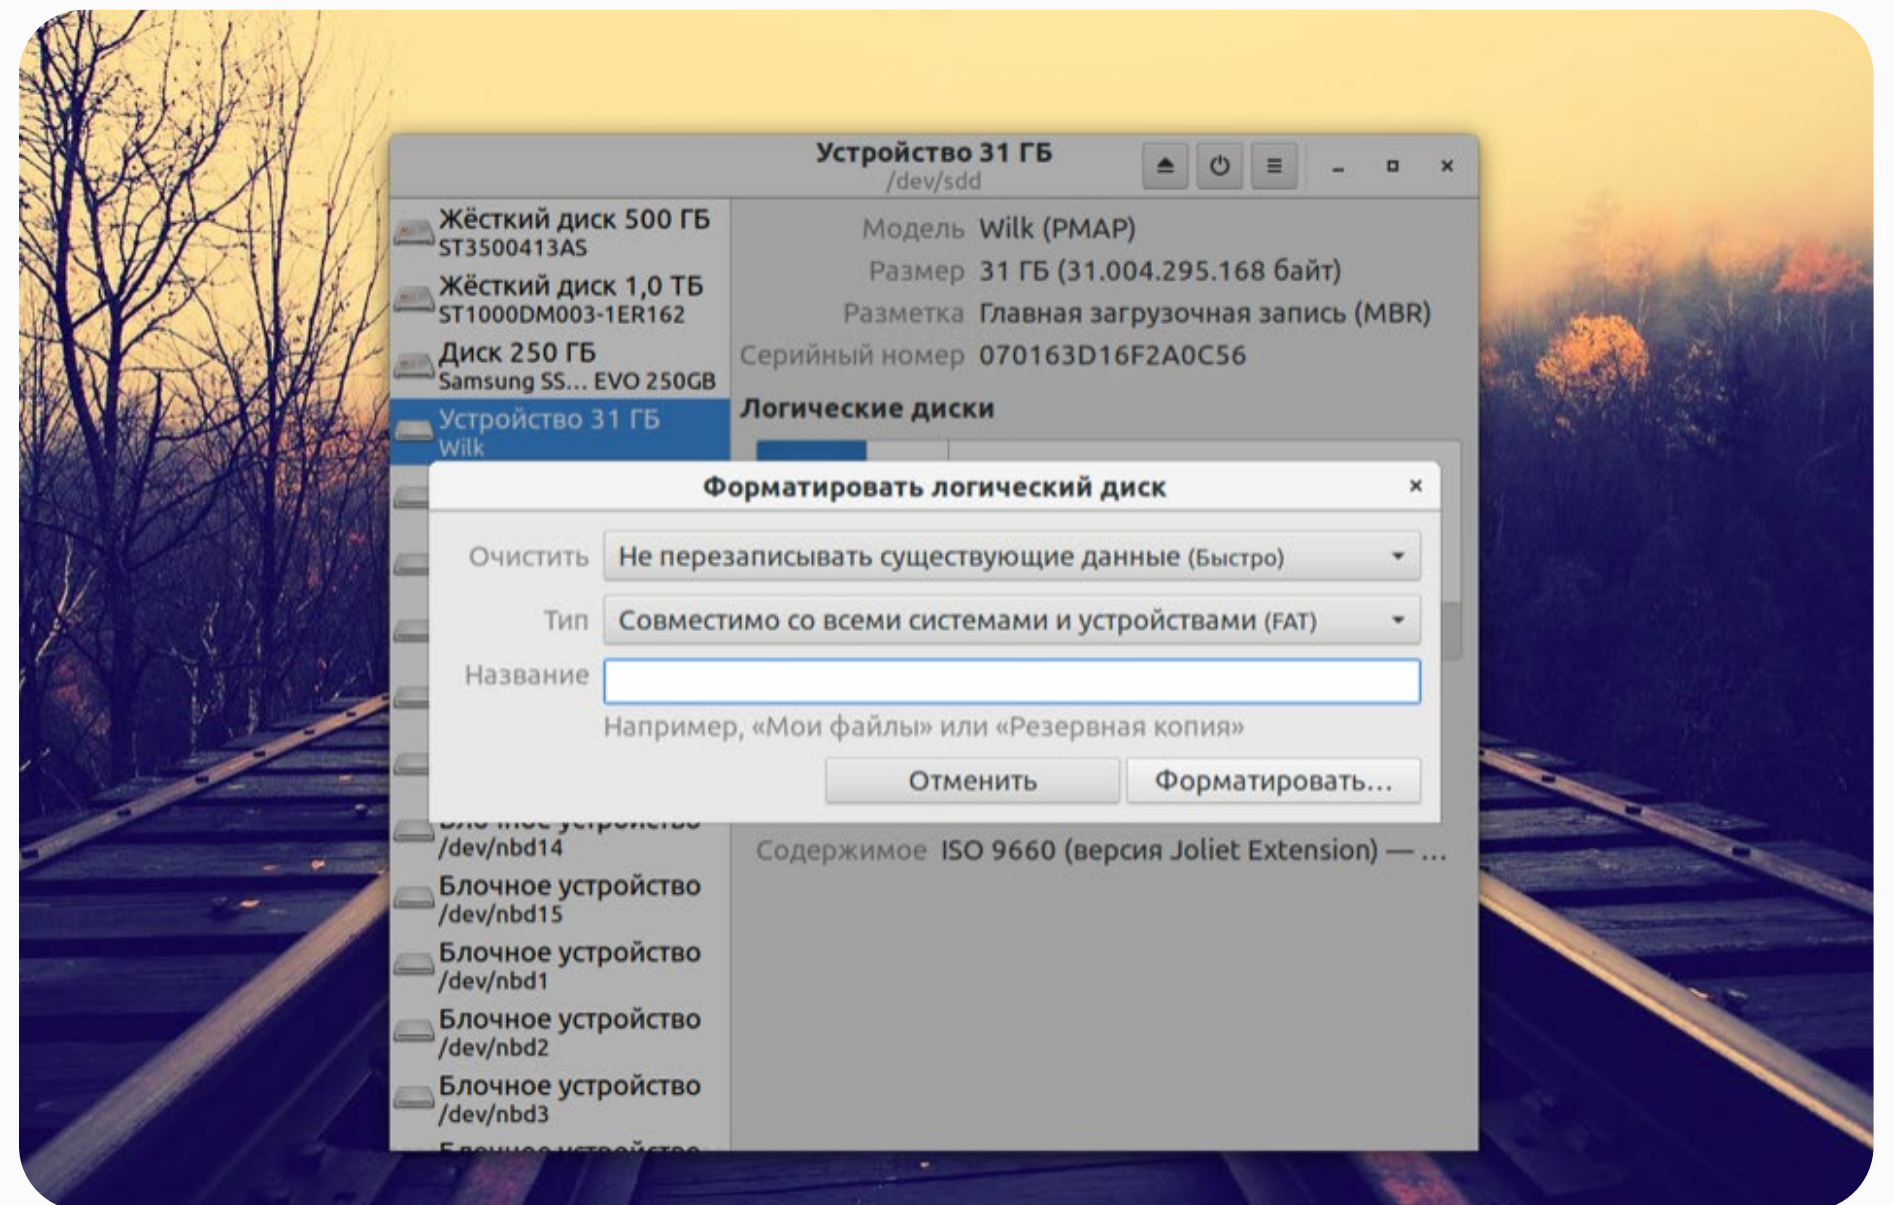 Устройство 31 ГБ
/dev/sdd
Жёсткий диск 500 ГБ
ST3500413AS
Жёсткий диск 1,0 ТБ
ST1000DM003-1ER162
Диск 250 ГБ
Samsung SS... EVO 250GB
Устройство 31 ГБ
Wilk
Модель Wilk (PMAP)
Размер 31 ГБ (31.004.295.168 байт)
Разметка Главная загрузочная запись (MBR)
Серийный номер 070163D16F2A0C56
Логические диски
Форматировать логический диск
Очистить Не перезаписывать существующие данные (Быстро)
Тип Совместимо со всеми системами и устройствами (FAT)
Название
Например, «Мои файлы» или «Резервная копия»
Отменить Форматировать...
Блочное устройство
/dev/nbd14
Блочное устройство
/dev/nbd15
Блочное устройство
/dev/nbd1
Блочное устройство
/dev/nbd2
Блочное устройство
/dev/nbd3
Блочное устройство
Содержимое ISO 9660 (версия Joliet Extension) — ...